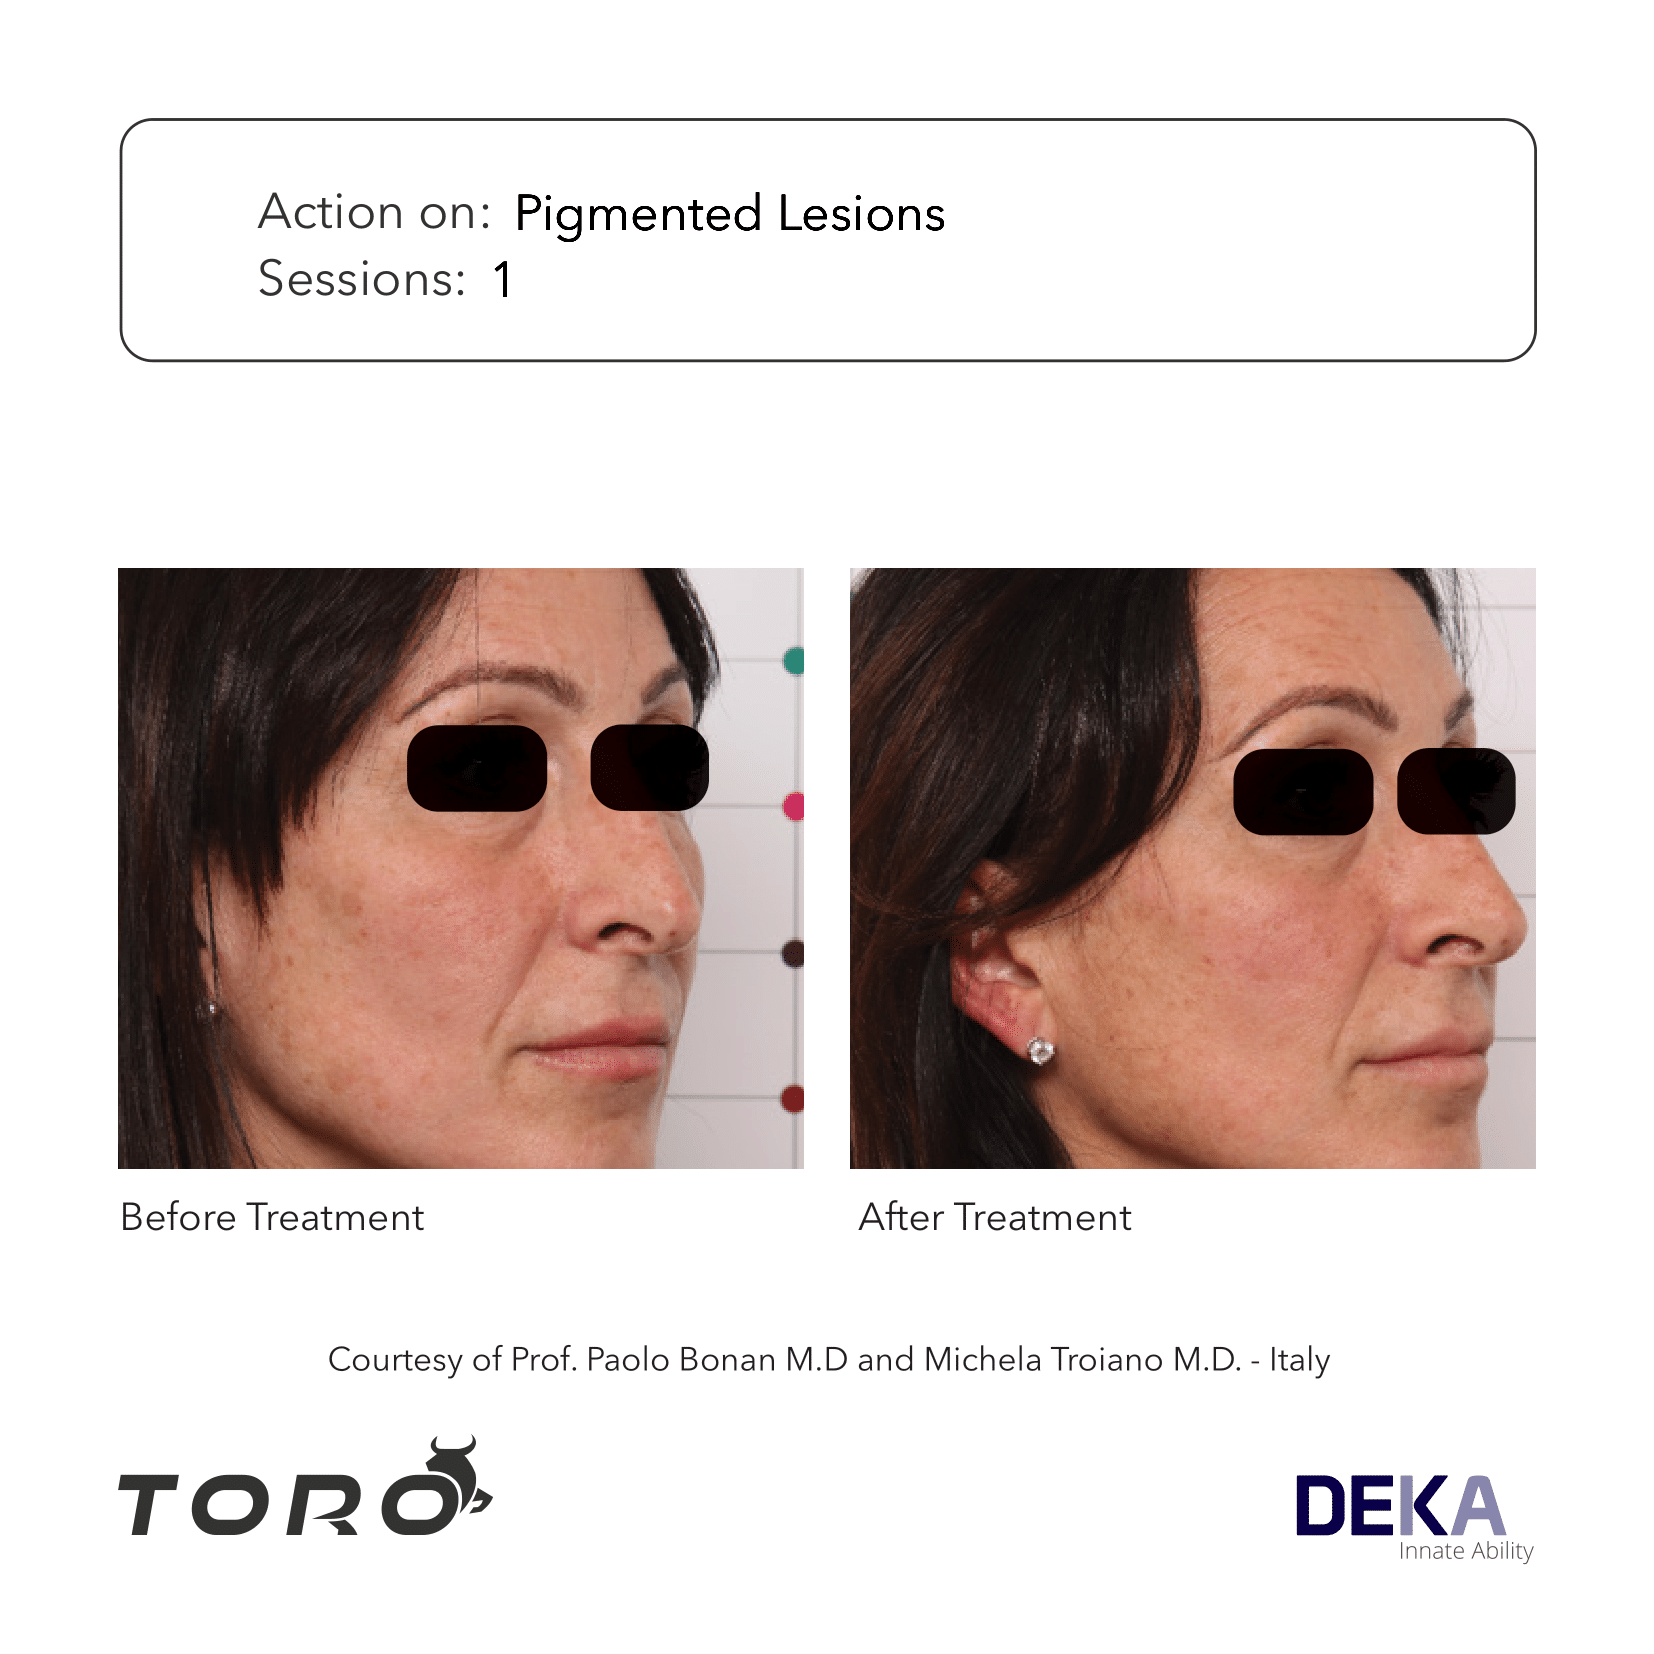 Action on: Pigmented Lesions
Sessions: 1
Before Treatment
After Treatment
Courtesy of Prof. Paolo Bonan M.D and Michela Troiano M.D. - Italy
TORO
DEKA
Innate Ability